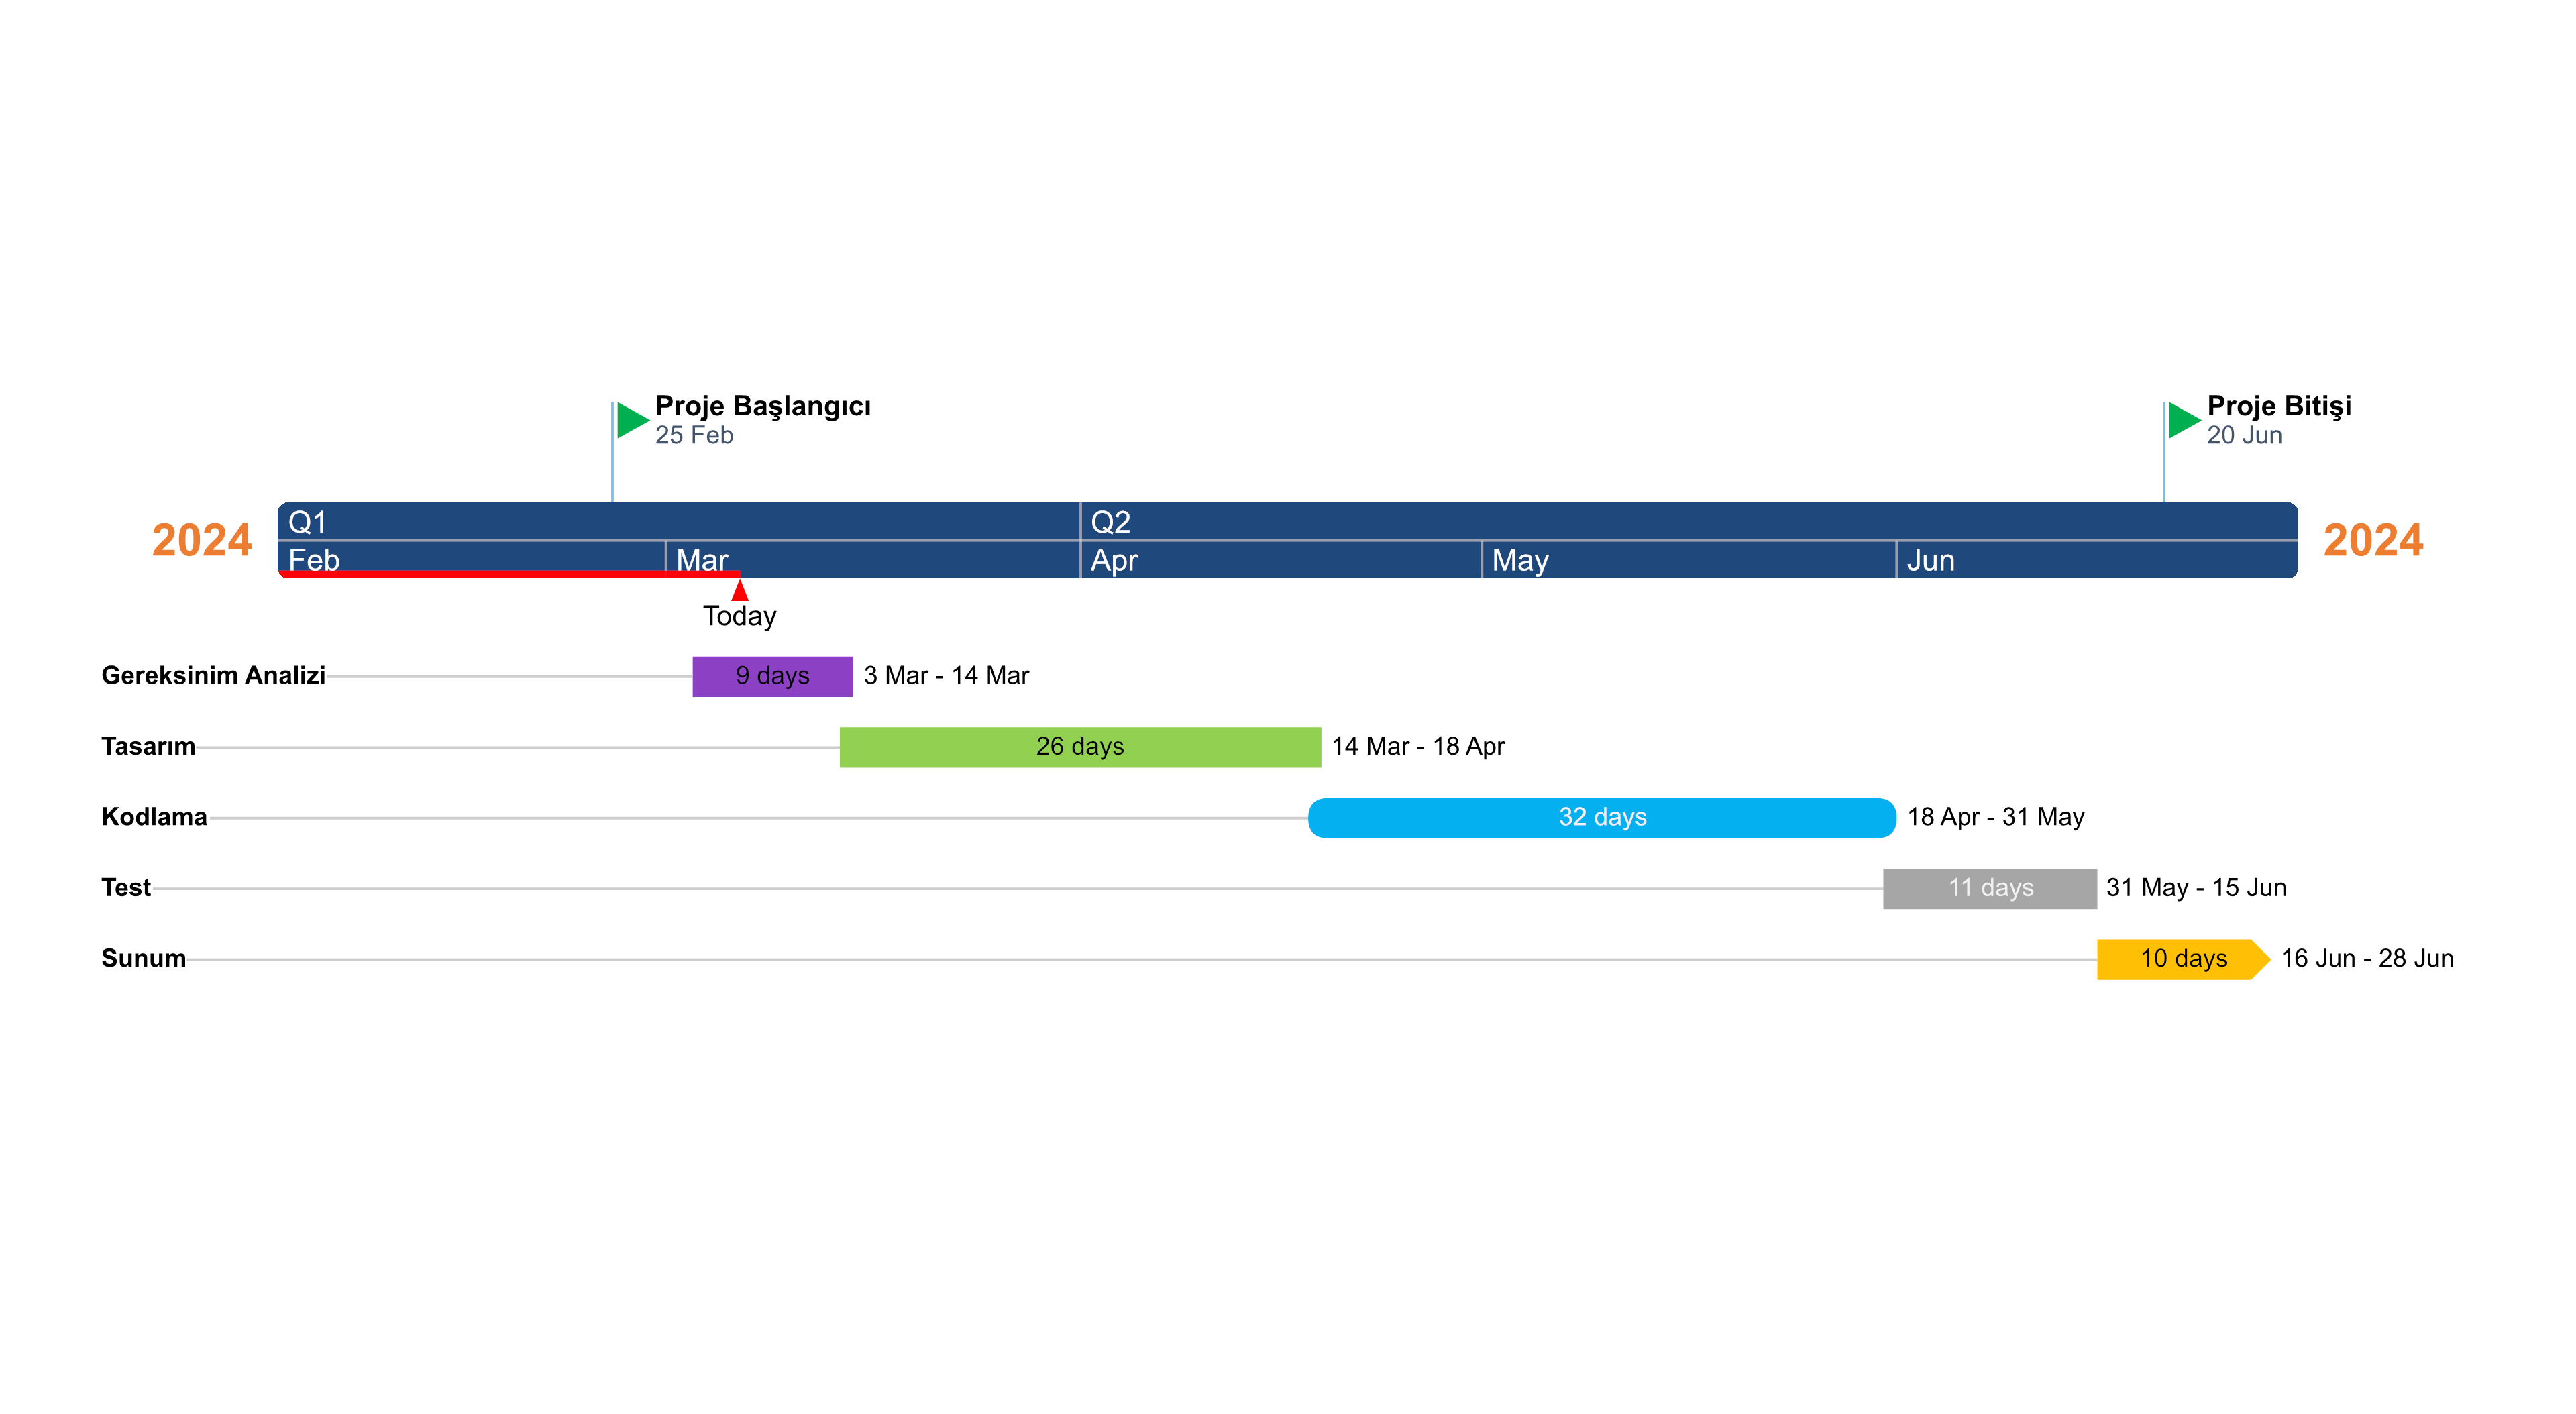 Proje Başlangıcı
25 Feb
Proje Bitişi
20 Jun
2024
Q1
Q2
2024
Feb
Mar
Apr
May
Jun
Today
Gereksinim Analizi
9 days
3 Mar - 14 Mar
Tasarım
26 days
14 Mar - 18 Apr
Kodlama
32 days
18 Apr - 31 May
Test
11 days
31 May - 15 Jun
Sunum
10 days
16 Jun - 28 Jun